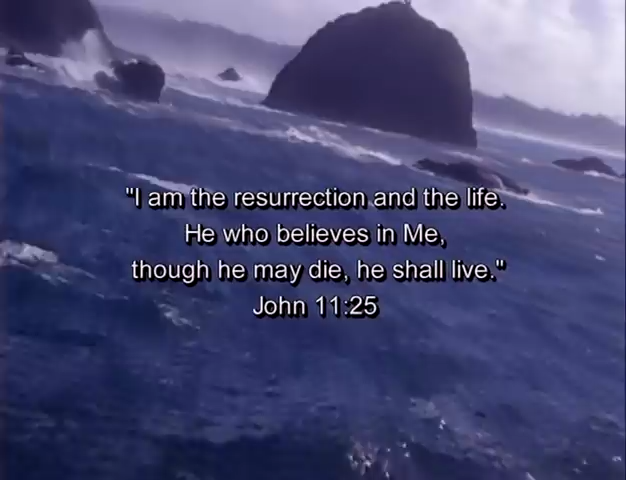 "I am the resurrection and the life.
He who believes in Me,
though he may die, he shall live."
John 11:25